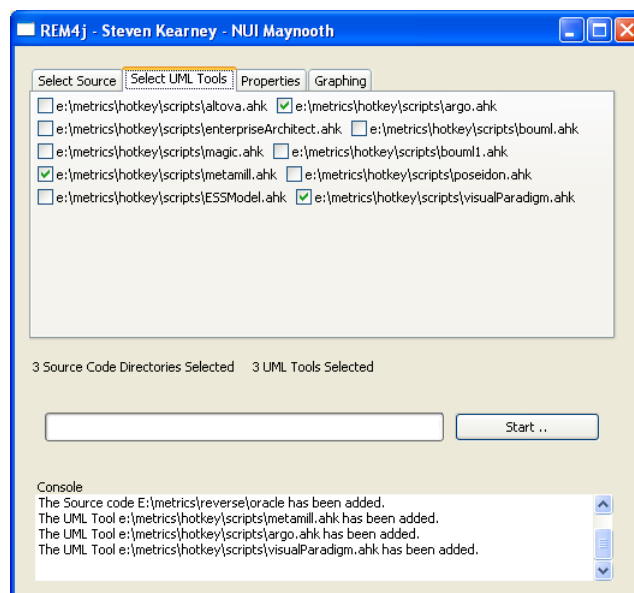 REM4j - Steven Kearney - NUI Maynooth
Select Source Select UML Tools Properties Graphing
e:\metrics\hotkey\scripts\altova.ahk e:\metrics\hotkey\scripts\argo.ahk
e:\metrics\hotkey\scripts\enterpriseArchitect.ahk e:\metrics\hotkey\scripts\bouml.ahk
e:\metrics\hotkey\scripts\magic.ahk e:\metrics\hotkey\scripts\bouml1.ahk
e:\metrics\hotkey\scripts\metamill.ahk e:\metrics\hotkey\scripts\poseidon.ahk
e:\metrics\hotkey\scripts\ESSModel.ahk e:\metrics\hotkey\scripts\visualParadigm.ahk
3 Source Code Directories Selected 3 UML Tools Selected
Start ..
Console
The Source code E:\metrics\reverse\oracle has been added.
The UML Tool e:\metrics\hotkey\scripts\metamill.ahk has been added.
The UML Tool e:\metrics\hotkey\scripts\argo.ahk has been added.
The UML Tool e:\metrics\hotkey\scripts\visualParadigm.ahk has been added.